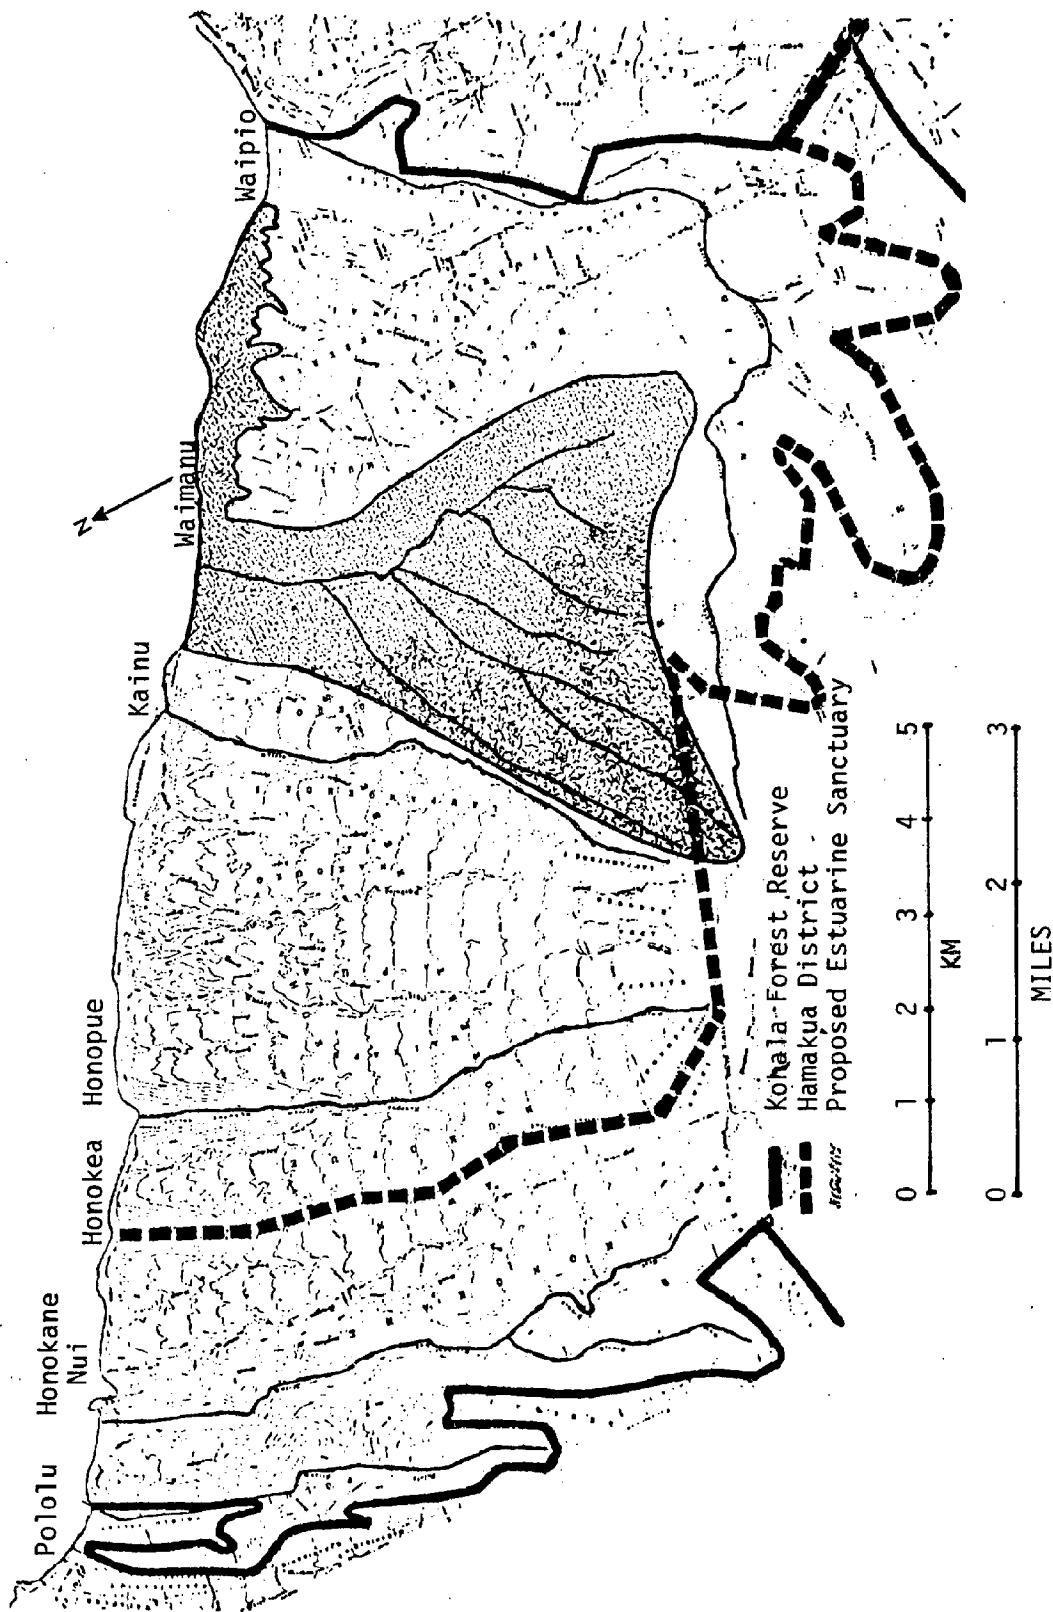 Pololu
Honokane
Nui
Honokea
Honopue
Kainu
Waimanu
Waipio
N
Kohala Forest Reserve
Hamakua District
Proposed Estuarine Sanctuary
0 1 2 3 4 5
KM
0 1 2 3
MILES